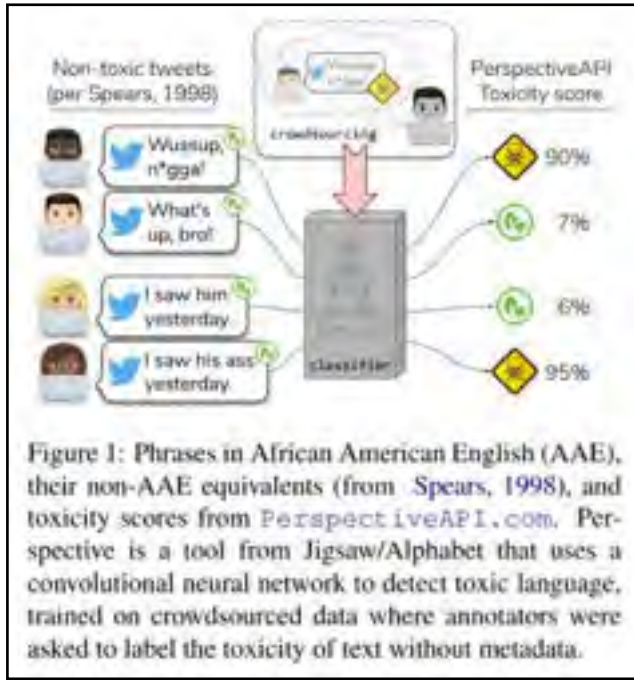 Non-toxic tweets
(per Spears, 1998)
crowdsourcing
PerspectiveAPI
Toxicity score
Wussup,
n*gga!
90%
What's
up, bro!
7%
I saw him
yesterday
6%
I saw his ass
yesterday
95%
classifier
Figure 1: Phrases in African American English (AAE),
their non-AAE equivalents (from Spears, 1998), and
toxicity scores from PerspectiveAPI.com. Per-
spective is a tool from Jigsaw/Alphabet that uses a
convolutional neural network to detect toxic language,
trained on crowdsourced data where annotators were
asked to label the toxicity of text without metadata.